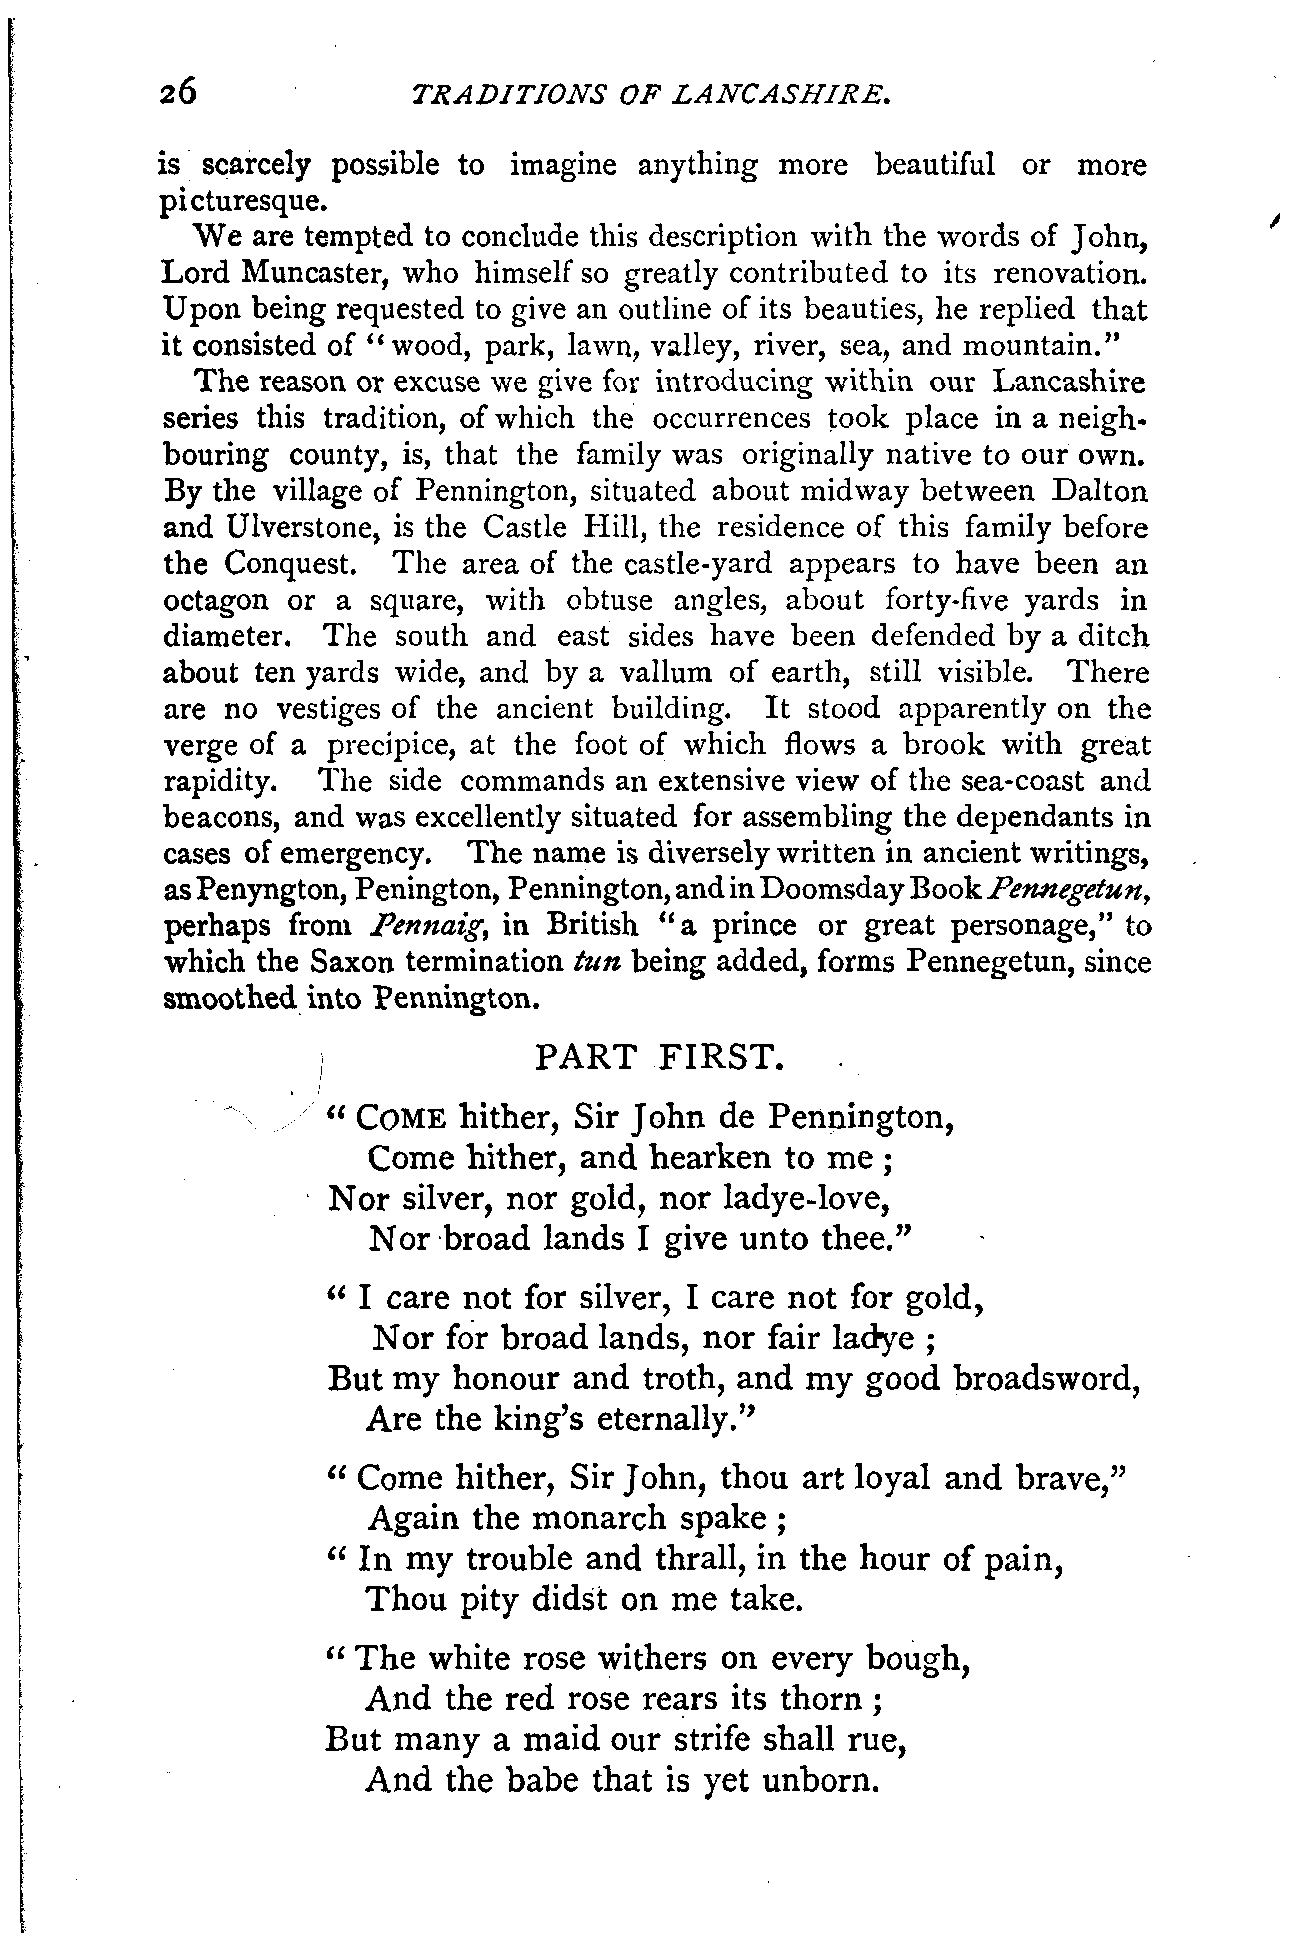 26 TRADITIONS OF LANCASHIRE.
is scarcely possible to imagine anything more beautiful or more
picturesque.
We are tempted to conclude this description with the words of John,
Lord Muncaster, who himself so greatly contributed to its renovation.
Upon being requested to give an outline of its beauties, he replied that
it consisted of “wood, park, lawn, valley, river, sea, and mountain.”
The reason or excuse we give for introducing within our Lancashire
series this tradition, of which the occurrences took place in a neigh-
bouring county, is, that the family was originally native to our own.
By the village of Pennington, situated about midway between Dalton
and Ulverstone, is the Castle Hill, the residence of this family before
the Conquest. The area of the castle-yard appears to have been an
octagon or a square, with obtuse angles, about forty-five yards in
diameter. The south and east sides have been defended by a ditch
about ten yards wide, and by a vallum of earth, still visible. There
are no vestiges of the ancient building. It stood apparently on the
verge of a precipice, at the foot of which flows a brook with great
rapidity. The side commands an extensive view of the sea-coast and
beacons, and was excellently situated for assembling the dependants in
cases of emergency. The name is diversely written in ancient writings,
as Penyngton, Penington, Pennington, and in Doomsday Book Pennegetun,
perhaps from Pennaig, in British “a prince or great personage,” to
which the Saxon termination tun being added, forms Pennegetun, since
smoothed into Pennington.
PART FIRST.
“ COME hither, Sir John de Pennington,
Come hither, and hearken to me ;
Nor silver, nor gold, nor ladye-love,
Nor broad lands I give unto thee.”
“ I care not for silver, I care not for gold,
Nor for broad lands, nor fair ladye ;
But my honour and troth, and my good broadsword,
Are the king’s eternally.”
“ Come hither, Sir John, thou art loyal and brave,”
Again the monarch spake ;
“ In my trouble and thrall, in the hour of pain,
Thou pity didst on me take.
“ The white rose withers on every bough,
And the red rose rears its thorn ;
But many a maid our strife shall rue,
And the babe that is yet unborn.